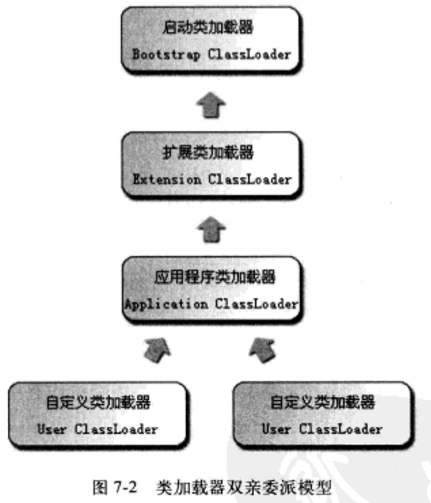 启动类加载器
Bootstrap ClassLoader
扩展类加载器
Extension ClassLoader
应用程序类加载器
Application ClassLoader
自定义类加载器
User ClassLoader
自定义类加载器
User ClassLoader
图 7-2 类加载器双亲委派模型